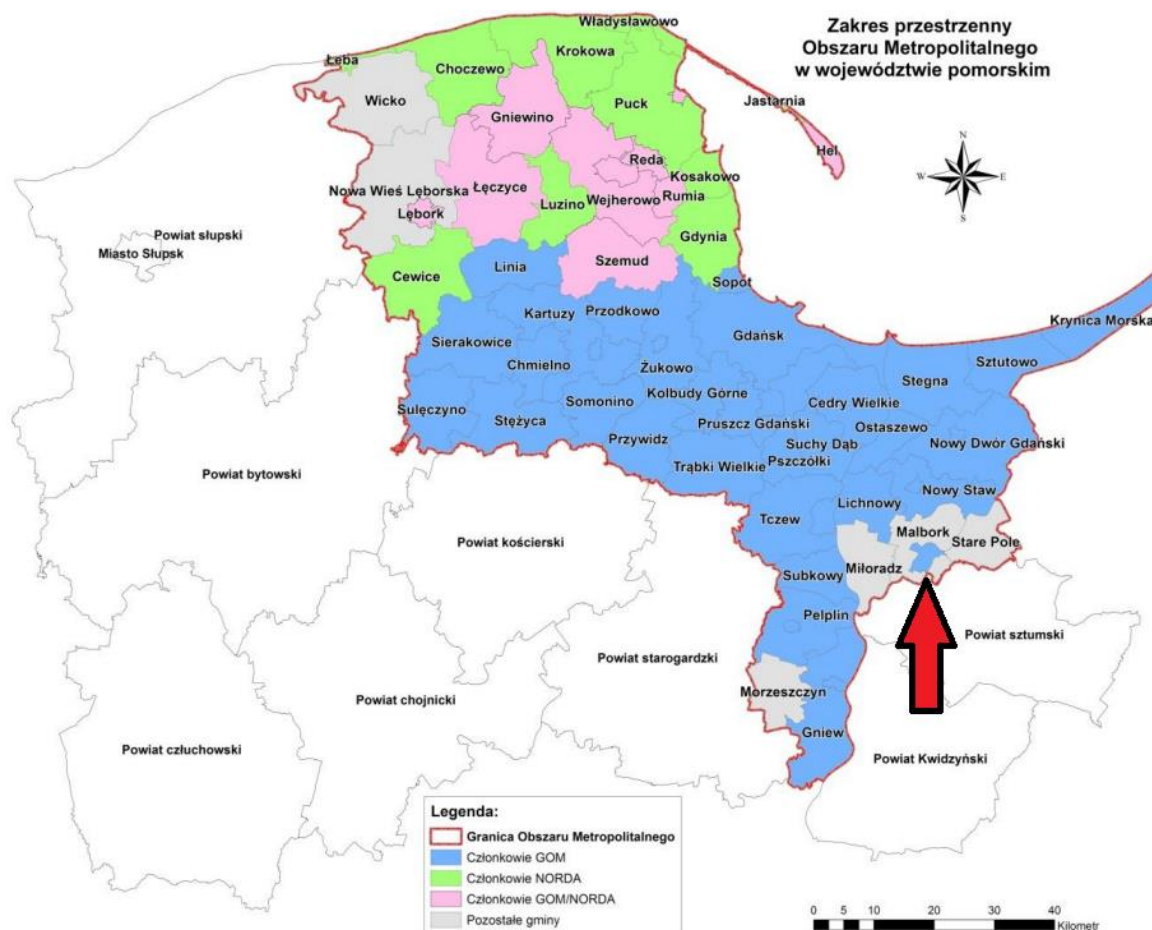 Zakres przestrzenny
Obszaru Metropolitalnego
w województwie pomorskim
Władysławowo
Łeba
Choczewo
Krokowa
Wicko
Puck
Jastarnia
Gniewino
Hel
Reda
Kosakowo
Nowa Wieś Lęborska
Łęczyce
Luzino
Wejherowo
Rumia
Lębork
Gdynia
Powiat słupski
Miasto Słupsk
Szemud
Linia
Cewice
Sopot
Kartuzy
Przodkowo
Krynica Morska
Gdańsk
Sierakowice
Sztutowo
Chmielno
Żukowo
Stegna
Kolbudy Górne
Somonino
Cedry Wielkie
Sulęczyno
Stężyca
Pruszcz Gdański
Ostaszewo
Przywidz
Suchy Dąb
Nowy Dwór Gdański
Pszczółki
Trąbki Wielkie
Powiat bytowski
Nowy Staw
Lichnowy
Tczew
Malbork
Powiat kościerski
Stare Pole
Miłoradz
Subkowy
Pelplin
Powiat sztumski
Powiat starogardzki
Powiat chojnicki
Morzeszczyn
Gniew
Powiat człuchowski
Powiat Kwidzyński
Legenda:
Granica Obszaru Metropolitalnego
Członkowie GOM
Członkowie NORDA
Członkowie GOM/NORDA
Pozostałe gminy
N
W E
S
0 5 10 20 30 40
Kilometr